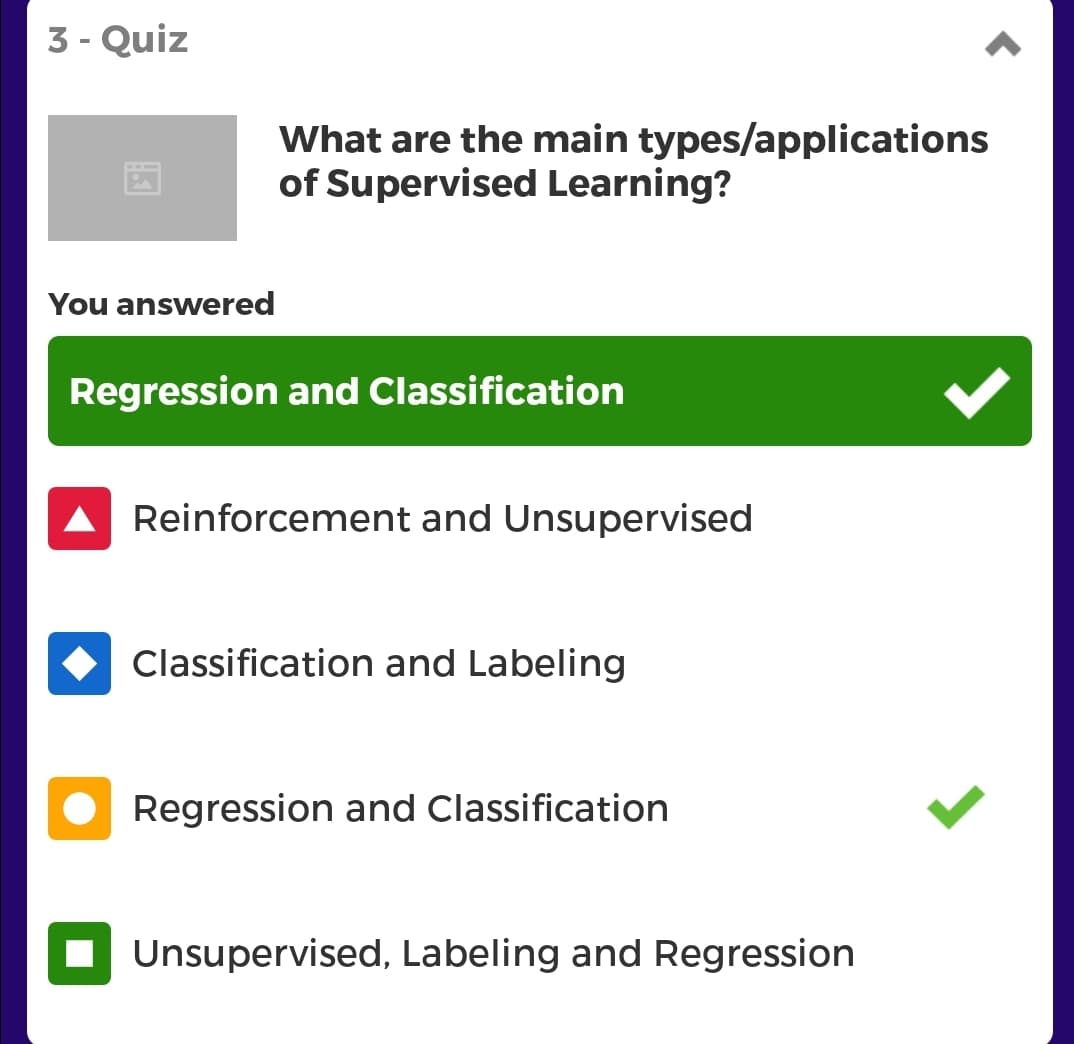 3 - Quiz
What are the main types/applications
of Supervised Learning?
You answered
Regression and Classification
Reinforcement and Unsupervised
Classification and Labeling
Regression and Classification
Unsupervised, Labeling and Regression